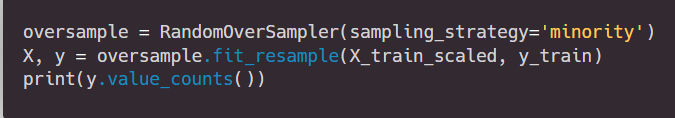 oversample = RandomOverSampler(sampling_strategy='minority')
X, y = oversample.fit_resample(X_train_scaled, y_train)
print(y.value_counts())